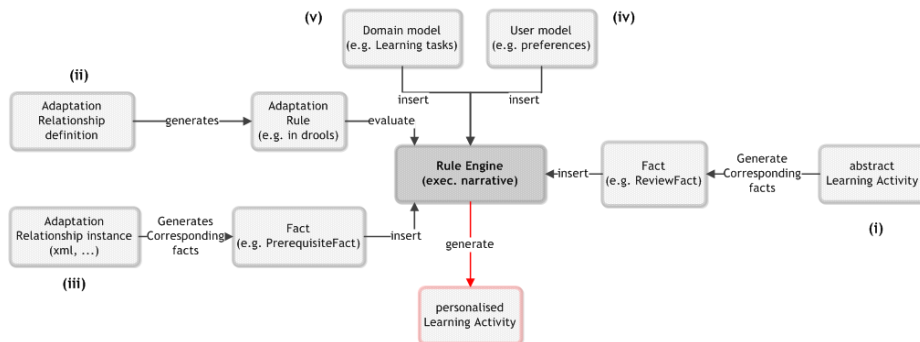 (v)
Domain model
(e.g. Learning tasks)
User model
(e.g. preferences)
(iv)
insert
insert
(ii)
Adaptation
Relationship
definition
generates
Adaptation
Rule
(e.g. in drools)
evaluate
Rule Engine
(exec. narrative)
insert
Fact
(e.g. ReviewFact)
Generate
Corresponding
facts
abstract
Learning Activity
(i)
Adaptation
Relationship instance
(xml, ...)
(iii)
Generates
Corresponding
facts
Fact
(e.g. PrerequisiteFact)
insert
generate
personalised
Learning Activity